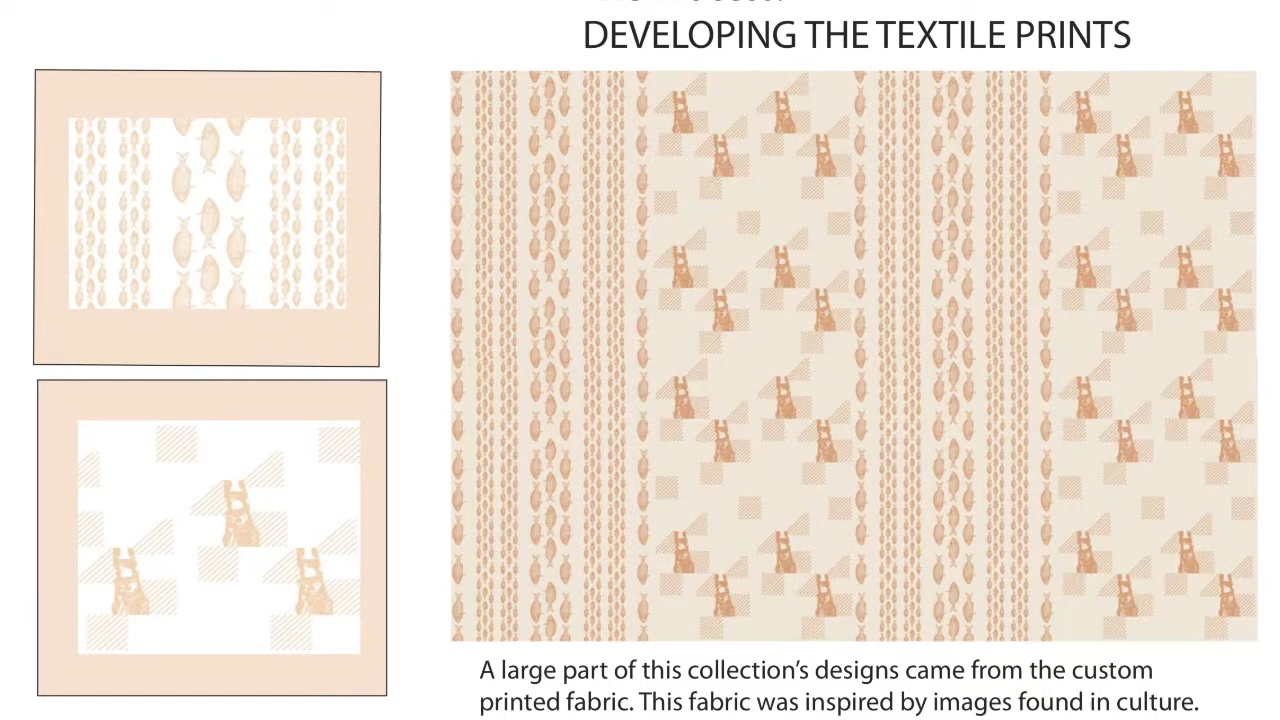 DEVELOPING THE TEXTILE PRINTS
A large part of this collection’s designs came from the custom
printed fabric. This fabric was inspired by images found in culture.